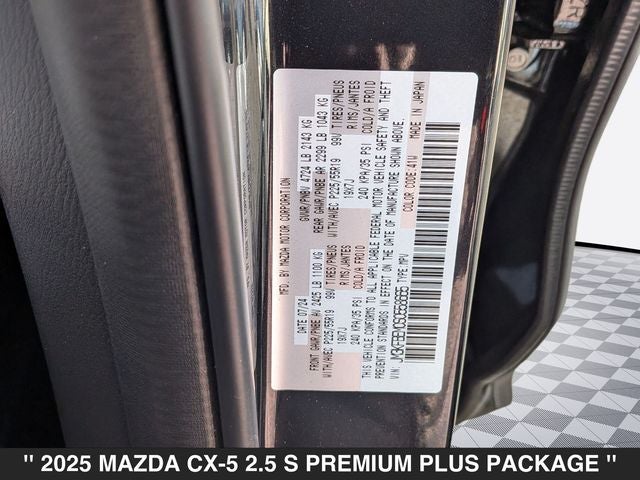 MFD. BY MAZDA MOTOR CORPORATION
DATE 07/24 GVWR/PNBV 4724 LB 2143 KG
FRONT GAWR/PNBE AV 2425 LB 1100 KG REAR GAWR/PNBE AR 2299 LB 1043 KG
WITH/AVEC P225/55R19 99V TIRES/PNEUS WITH/AVEC P225/55R19 99V TIRES/PNEUS
19X7J RIMS/JANTES 19X7J RIMS/JANTES
240 KPA/35 PSI COLD/A FROID 240 KPA/35 PSI COLD/A FROID
THIS VEHICLE CONFORMS TO ALL APPLICABLE FEDERAL MOTOR VEHICLE SAFETY AND THEFT
PREVENTION STANDARDS IN EFFECT ON THE DATE OF MANUFACTURE SHOWN ABOVE.
VIN: TYPE: MPV COLOR CODE: 41W MADE IN JAPAN
" 2025 MAZDA CX-5 2.5 S PREMIUM PLUS PACKAGE "